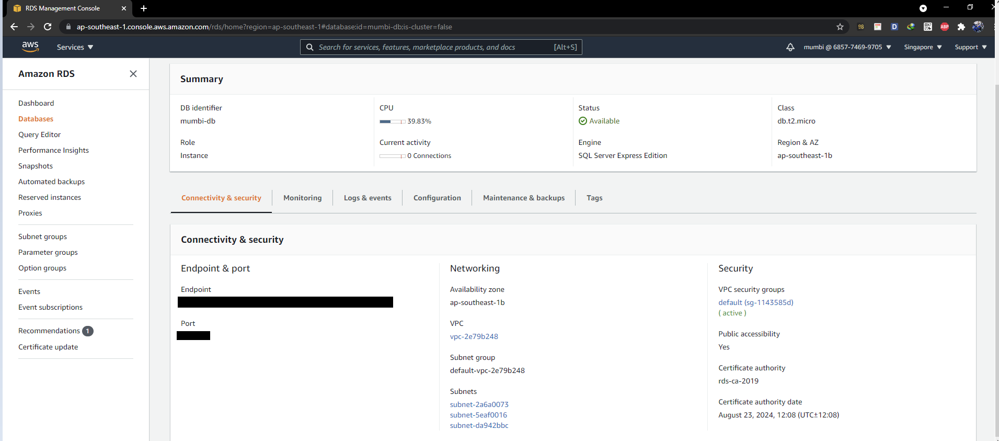 RDS Management Console
ap-southeast-1.console.aws.amazon.com/rds/home?region=ap-southeast-1#database:id=mumbi-db;is-cluster=false
98
D
ABP
aws
Services
Search for services, features, marketplace products, and docs [Alt+S]
mumbi @ 6857-7469-9705
Singapore
Support
Amazon RDS
Dashboard
Databases
Query Editor
Performance Insights
Snapshots
Automated backups
Reserved instances
Proxies
Subnet groups
Parameter groups
Option groups
Events
Event subscriptions
Recommendations 1
Certificate update
Summary
DB identifier
mumbi-db
CPU
39.83%
Status
Available
Class
db.t2.micro
Role
Instance
Current activity
0 Connections
Engine
SQL Server Express Edition
Region & AZ
ap-southeast-1b
Connectivity & security
Monitoring
Logs & events
Configuration
Maintenance & backups
Tags
Connectivity & security
Endpoint & port
Endpoint
Port
Networking
Availability zone
ap-southeast-1b
VPC
vpc-2e79b248
Subnet group
default-vpc-2e79b248
Subnets
subnet-2a6a0073
subnet-5eaf0016
subnet-da942bbc
Security
VPC security groups
default (sg-1143585d)
( active )
Public accessibility
Yes
Certificate authority
rds-ca-2019
Certificate authority date
August 23, 2024, 12:08 (UTC±12:08)